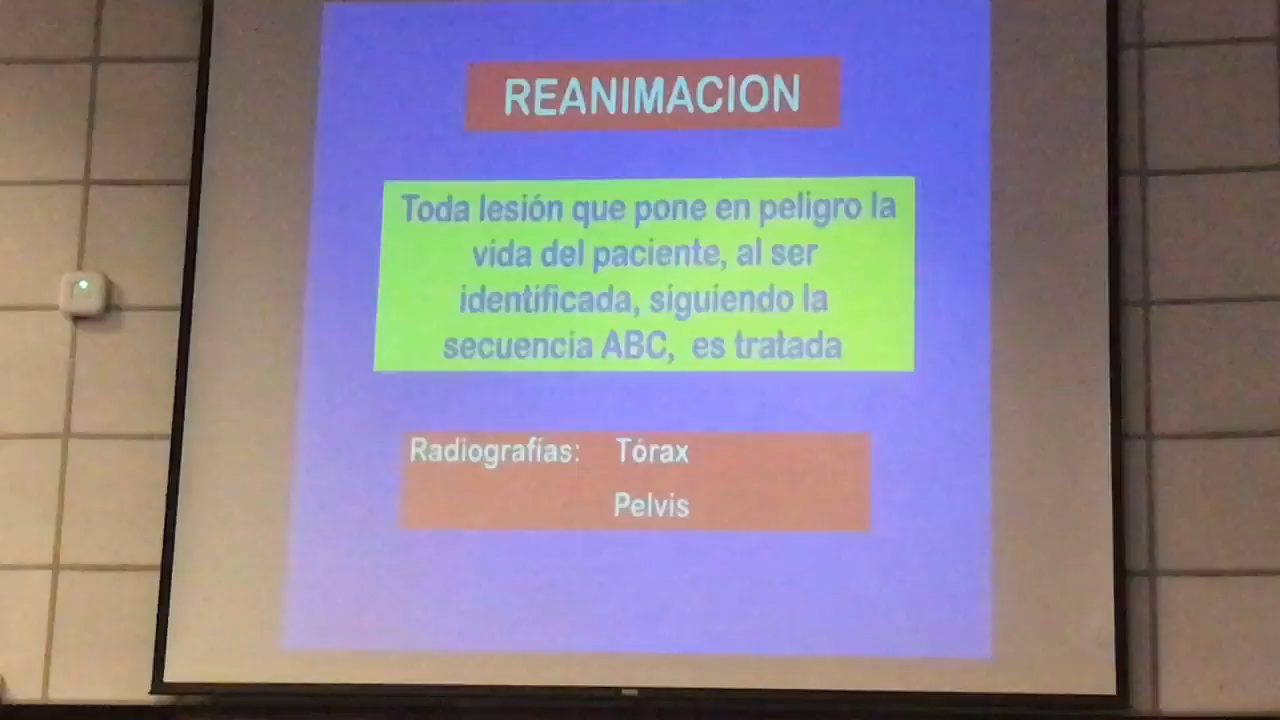 REANIMACION
Toda lesión que pone en peligro la
vida del paciente, al ser
identificada, siguiendo la
secuencia ABC, es tratada
Radiografías: Tórax
Pelvis